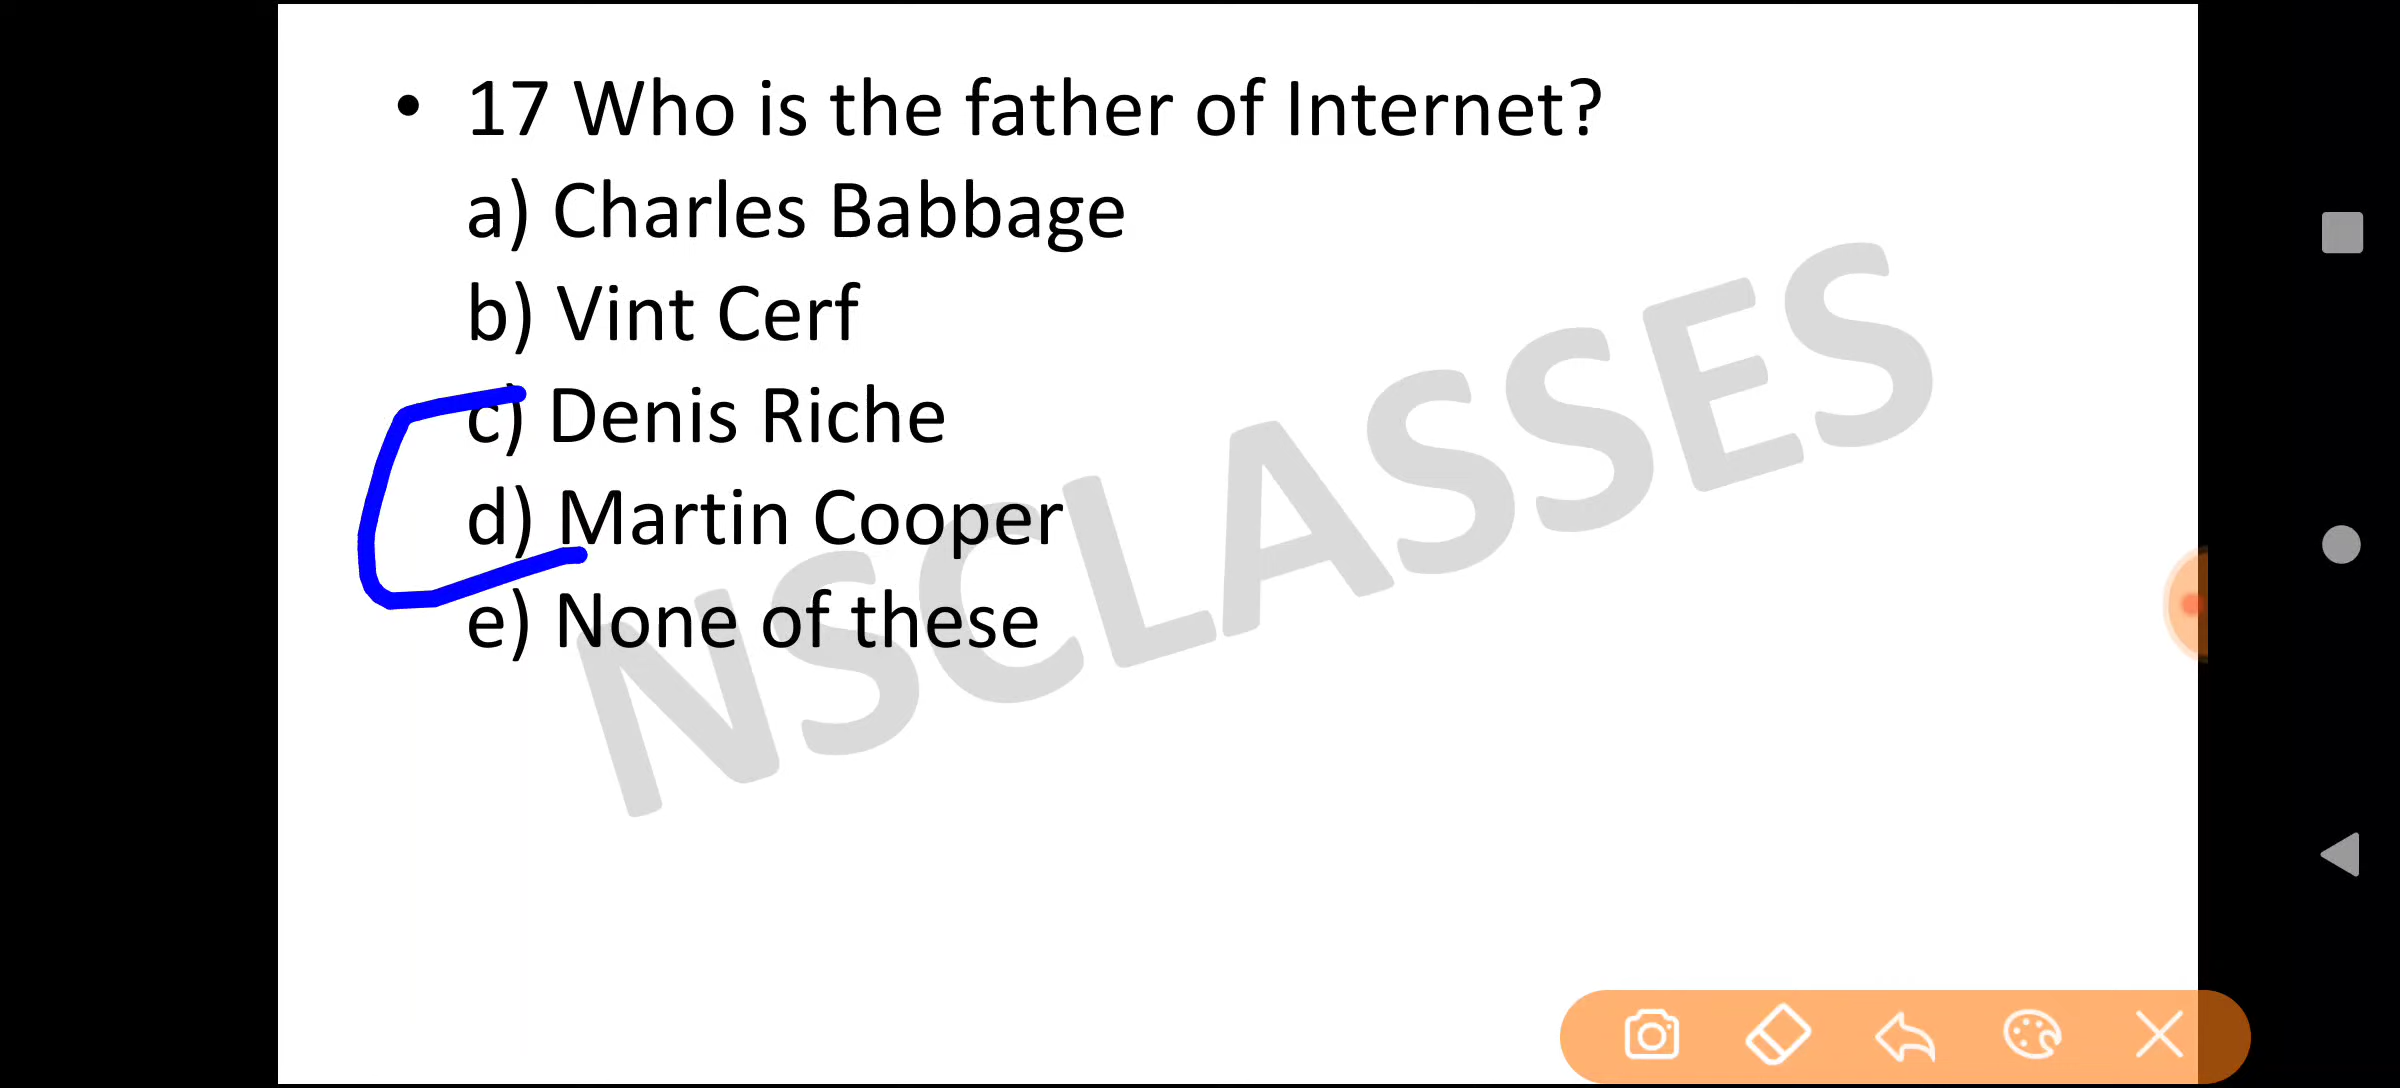 • 17 Who is the father of Internet?
a) Charles Babbage
b) Vint Cerf
c) Denis Riche
d) Martin Cooper
e) None of these
NSCLASSES